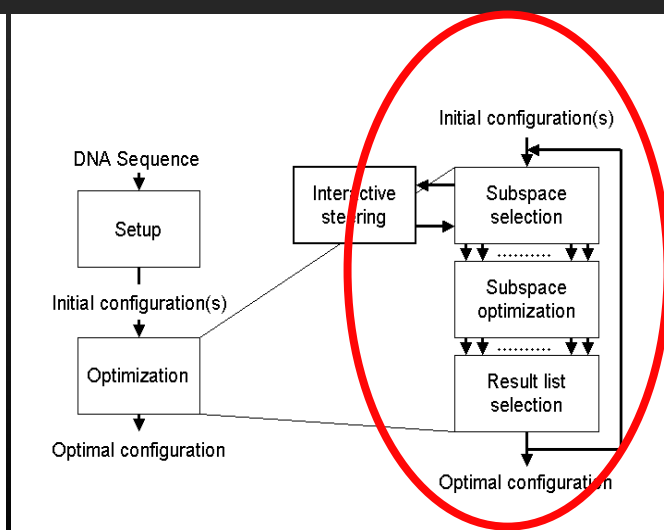 DNA Sequence
Setup
Initial configuration(s)
Optimization
Optimal configuration
Interactive
steering
Initial configuration(s)
Subspace
selection
..........
Subspace
optimization
..........
Result list
selection
Optimal configuration